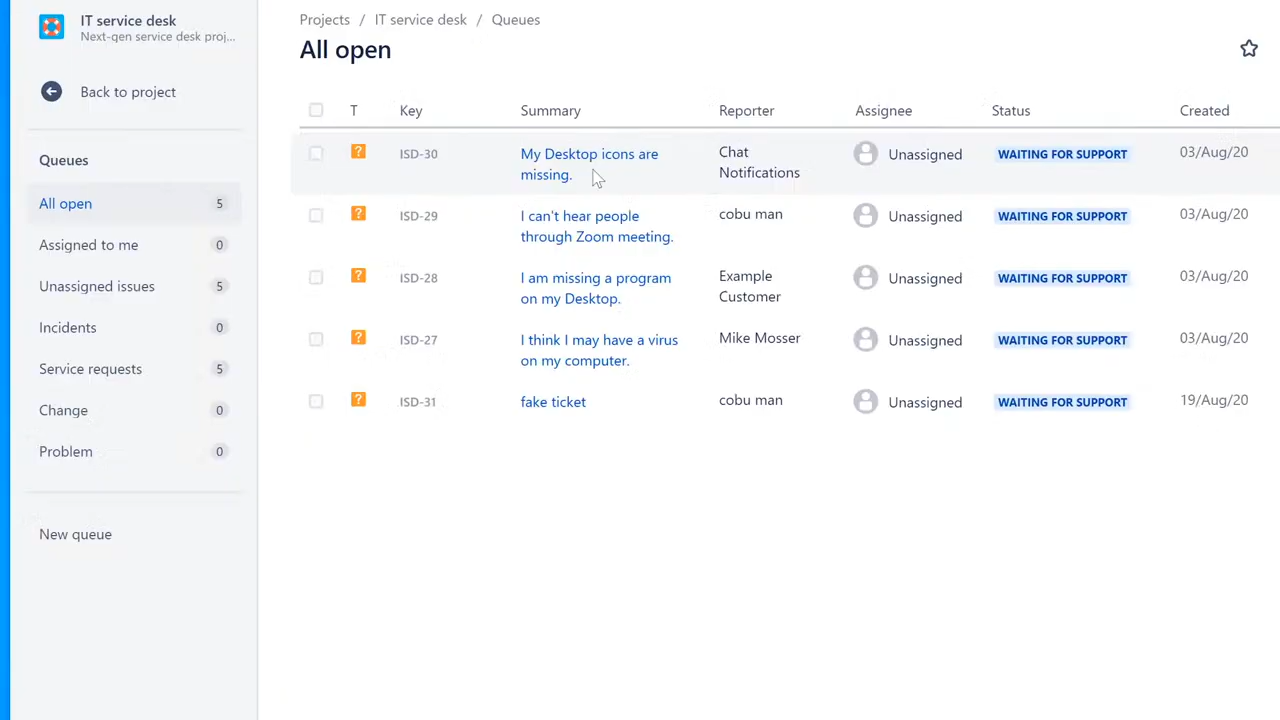 IT service desk
Next-gen service desk proj...
Back to project
Queues
All open 5
Assigned to me 0
Unassigned issues 5
Incidents 0
Service requests 5
Change 0
Problem 0
New queue
Projects / IT service desk / Queues
All open
T Key Summary Reporter Assignee Status Created
? ISD-30 My Desktop icons are Chat Unassigned WAITING FOR SUPPORT 03/Aug/20
missing. Notifications
? ISD-29 I can't hear people cobu man Unassigned WAITING FOR SUPPORT 03/Aug/20
through Zoom meeting.
? ISD-28 I am missing a program Example Unassigned WAITING FOR SUPPORT 03/Aug/20
on my Desktop. Customer
? ISD-27 I think I may have a virus Mike Mosser Unassigned WAITING FOR SUPPORT 03/Aug/20
on my computer.
? ISD-31 fake ticket cobu man Unassigned WAITING FOR SUPPORT 19/Aug/20